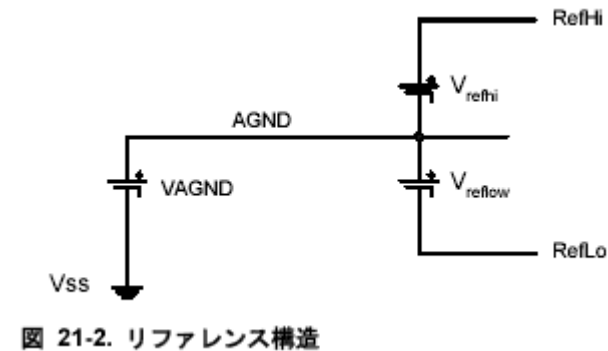 RefHi
Vrefhi
AGND
VAGND
Vreflow
RefLo
Vss
図 21-2. リファレンス構造